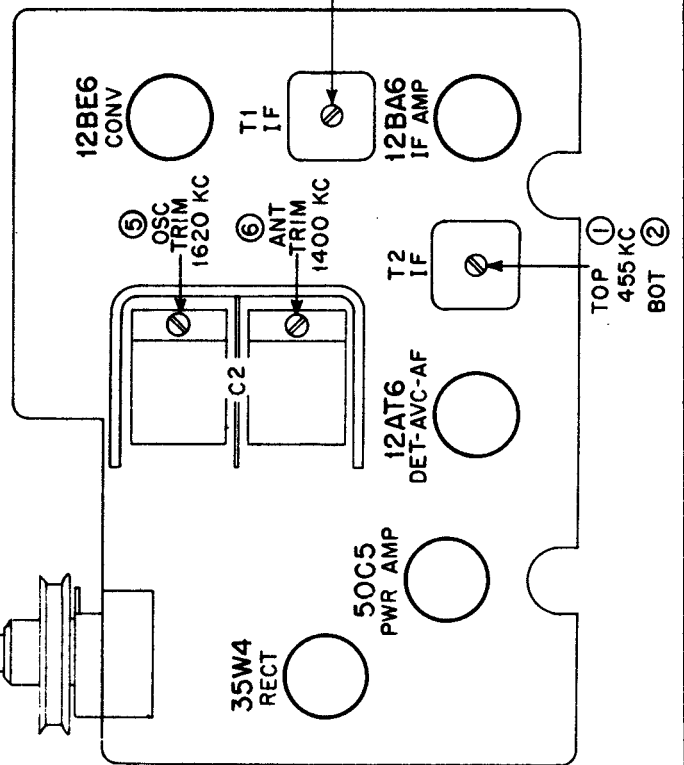 12BE6
CONV
T1
IF
12BA6
IF AMP
⑤
OSC
TRIM
1620 KC
⑥
ANT
TRIM
1400 KC
C2
T2
IF
TOP ①
455 KC
BOT ②
12AT6
DET-AVC-AF
50C5
PWR AMP
35W4
RECT